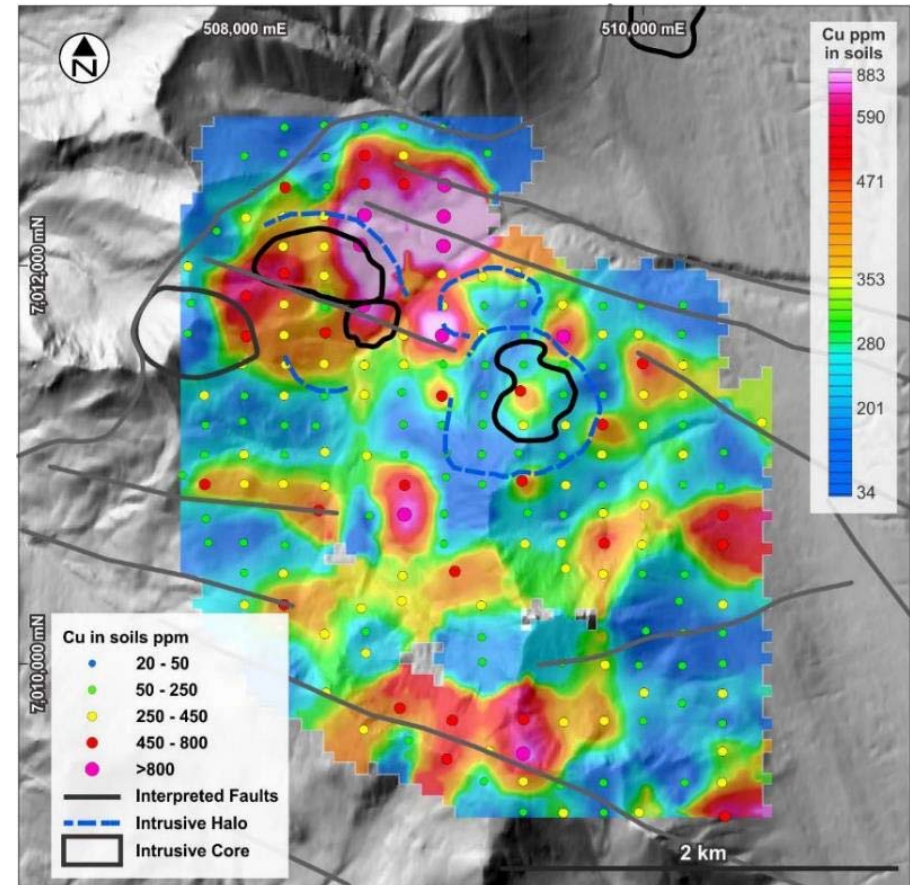 508,000 mE
510,000 mE
N
7,012,000 mN
7,010,000 mN
Cu ppm
in soils
883
590
471
353
280
201
34
Cu in soils ppm
20 - 50
50 - 250
250 - 450
450 - 800
>800
Interpreted Faults
Intrusive Halo
Intrusive Core
2 km